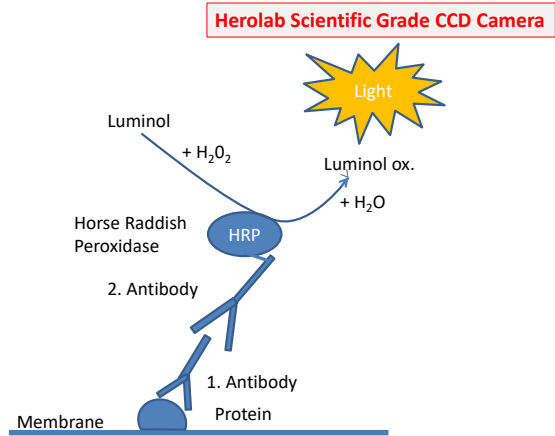 Herolab Scientific Grade CCD Camera
Light
Luminol
+ H₂0₂
Luminol ox.
+ H₂O
Horse Raddish
Peroxidase
HRP
2. Antibody
1. Antibody
Protein
Membrane